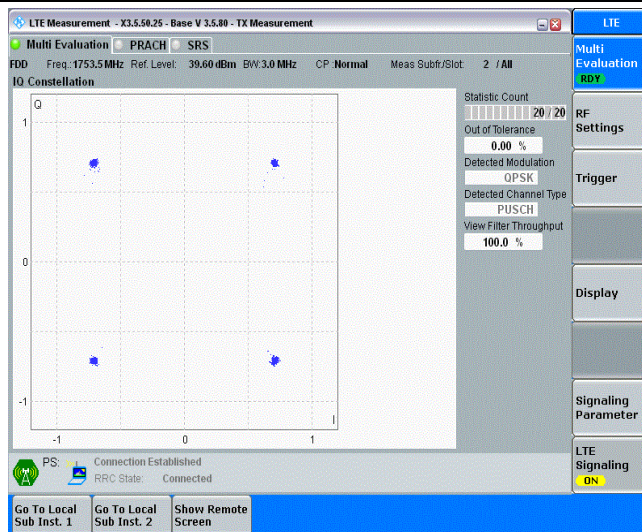 LTE Measurement - X3.5.50.25 - Base V 3.5.80 - TX Measurement
LTE
Multi Evaluation PRACH SRS
Multi
Evaluation
RDY
FDD Freq.:1753.5 MHz Ref. Level: 39.60 dBm BW:3.0 MHz CP :Normal Meas Subfr./Slot: 2 / All
IQ Constellation
Q
1
0
-1
-1 0 1
I
Statistic Count
20 / 20
Out of Tolerance
0.00 %
Detected Modulation
QPSK
Detected Channel Type
PUSCH
View Filter Throughput
100.0 %
RF
Settings
Trigger
Display
Signaling
Parameter
LTE
Signaling
ON
PS: Connection Established
RRC State: Connected
Go To Local
Sub Inst. 1
Go To Local
Sub Inst. 2
Show Remote
Screen